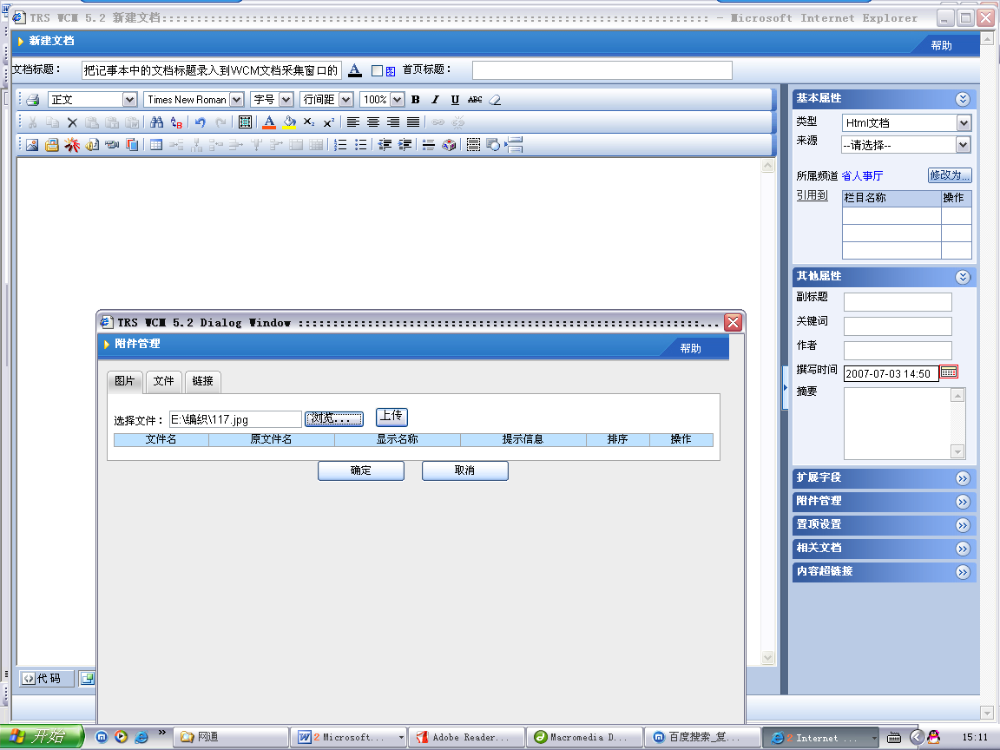 TRS WCM 5.2 新建文档:::::::::::::::::::::::::::::::::::::::::::::::::::::::::::::::::::::::::::::::::: - Microsoft Internet Explorer
新建文档
帮助
文档标题：
把记事本中的文档标题录入到WCM文档采集窗口的
A
图
首页标题：
正文
Times New Roman
字号
行间距
100%
B I U ABC
代码
基本属性
类型
Html文档
来源
--请选择--
所属频道 省人事厅
修改为...
引用到
栏目名称 操作
其他属性
副标题
关键词
作者
撰写时间
2007-07-03 14:50
摘要
扩展字段
附件管理
置顶设置
相关文档
内容超链接
TRS WCM 5.2 Dialog Window ::::::::::::::::::::::::::::::::::::::::::::::::::::::::::::...
附件管理
帮助
图片 文件 链接
选择文件： E:\编织\117.jpg 浏览... 上传
文件名 原文件名 显示名称 提示信息 排序 操作
确定 取消
开始
网通
2 Microsoft...
Adobe Reader...
Macromedia D...
百度搜索_复...
Internet ...
15:11